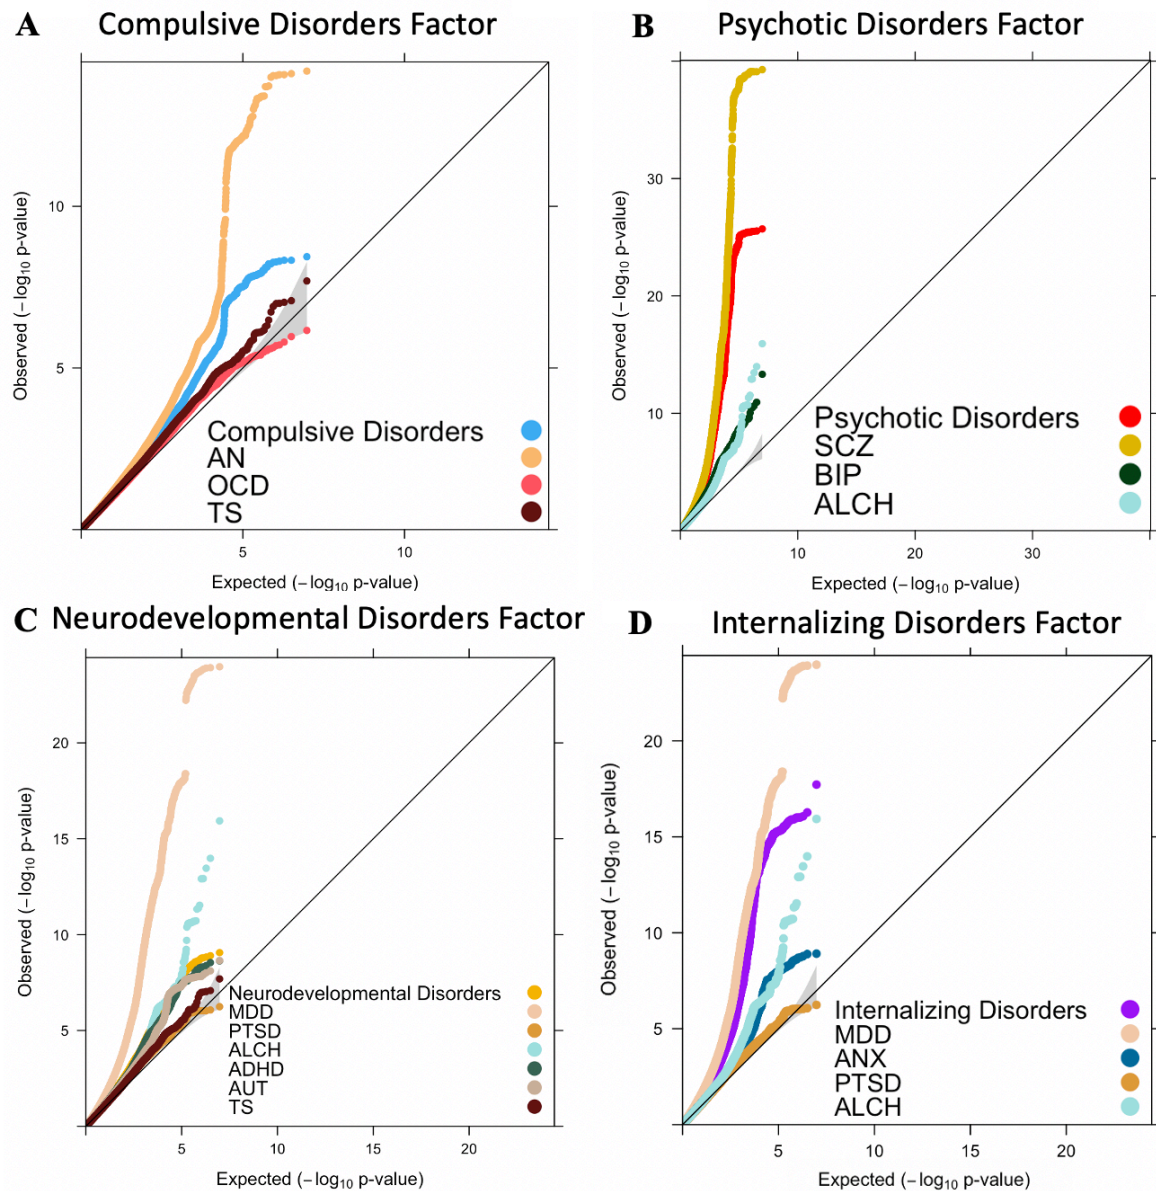 A Compulsive Disorders Factor
Observed (−log10 p-value)
10
5
Compulsive Disorders
AN
OCD
TS
5 10
Expected (−log10 p-value)
B Psychotic Disorders Factor
Observed (−log10 p-value)
30
20
10
Psychotic Disorders
SCZ
BIP
ALCH
10 20 30
Expected (−log10 p-value)
C Neurodevelopmental Disorders Factor
Observed (−log10 p-value)
20
15
10
5
Neurodevelopmental Disorders
MDD
PTSD
ALCH
ADHD
AUT
TS
5 10 15 20
Expected (−log10 p-value)
D Internalizing Disorders Factor
Observed (−log10 p-value)
20
15
10
5
Internalizing Disorders
MDD
ANX
PTSD
ALCH
5 10 15 20
Expected (−log10 p-value)